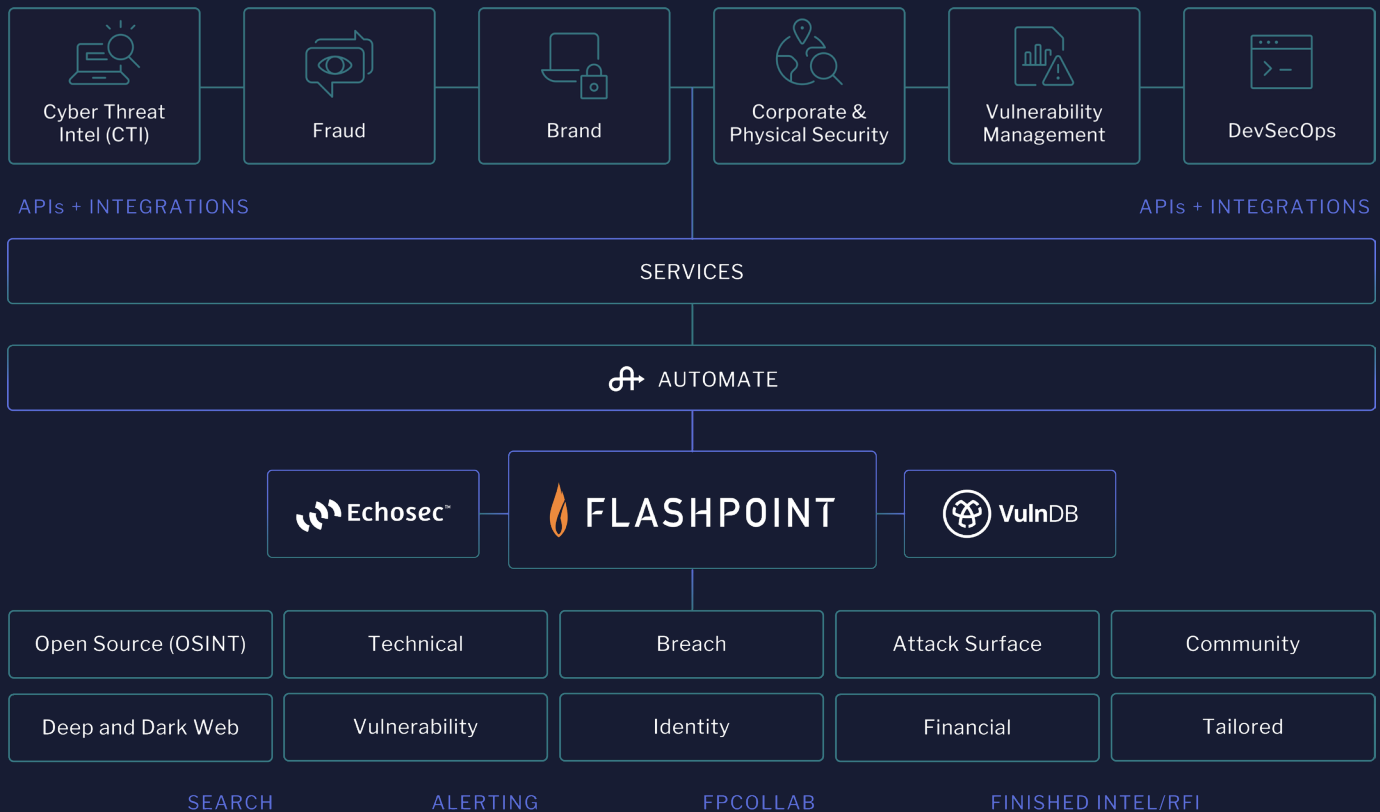 Cyber Threat
Intel (CTI)
Fraud
Brand
Corporate &
Physical Security
Vulnerability
Management
DevSecOps
APIs + INTEGRATIONS
APIs + INTEGRATIONS
SERVICES
AUTOMATE
Echosec™
FLASHPOINT
VulnDB
Open Source (OSINT)
Technical
Breach
Attack Surface
Community
Deep and Dark Web
Vulnerability
Identity
Financial
Tailored
SEARCH
ALERTING
FPCOLLAB
FINISHED INTEL/RFI